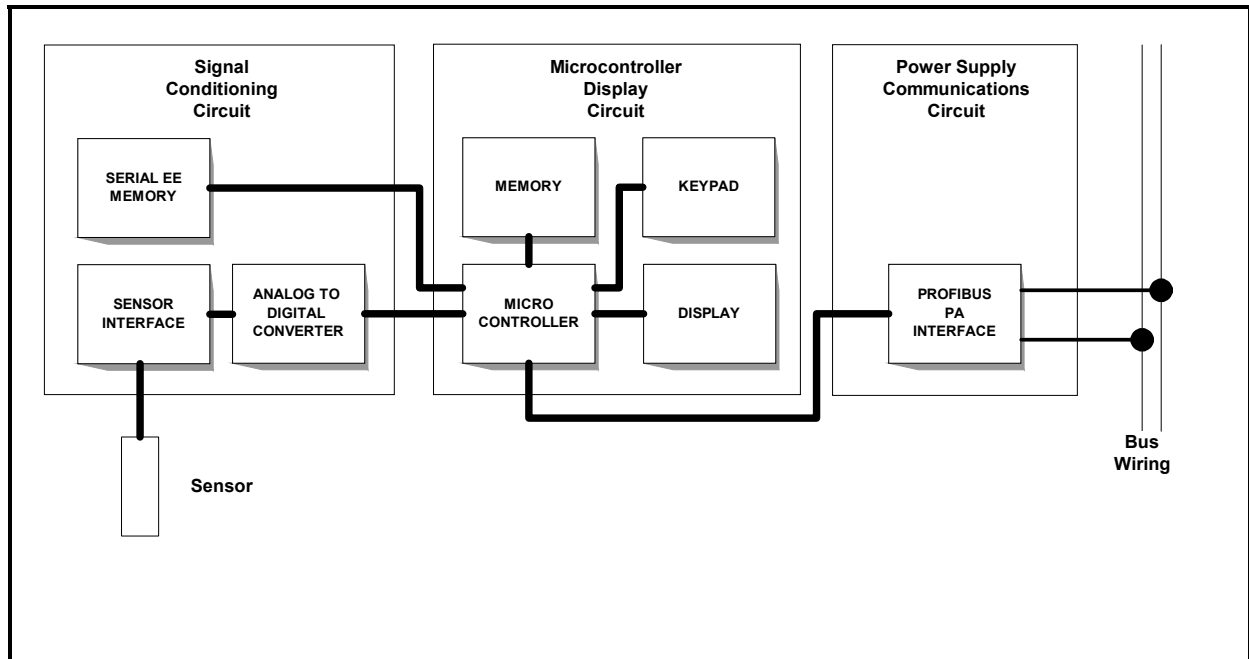 Signal
Conditioning
Circuit
SERIAL EE
MEMORY
SENSOR
INTERFACE
ANALOG TO
DIGITAL
CONVERTER
Sensor
Microcontroller
Display
Circuit
MEMORY
KEYPAD
MICRO
CONTROLLER
DISPLAY
Power Supply
Communications
Circuit
PROFIBUS
PA
INTERFACE
Bus
Wiring